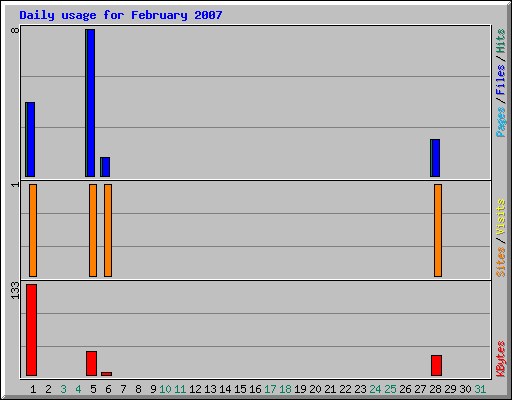 Daily usage for February 2007
8
Pages/Files/Hits
1
Sites/Visits
133
KBytes
1 2 3 4 5 6 7 8 9 10 11 12 13 14 15 16 17 18 19 20 21 22 23 24 25 26 27 28 29 30 31